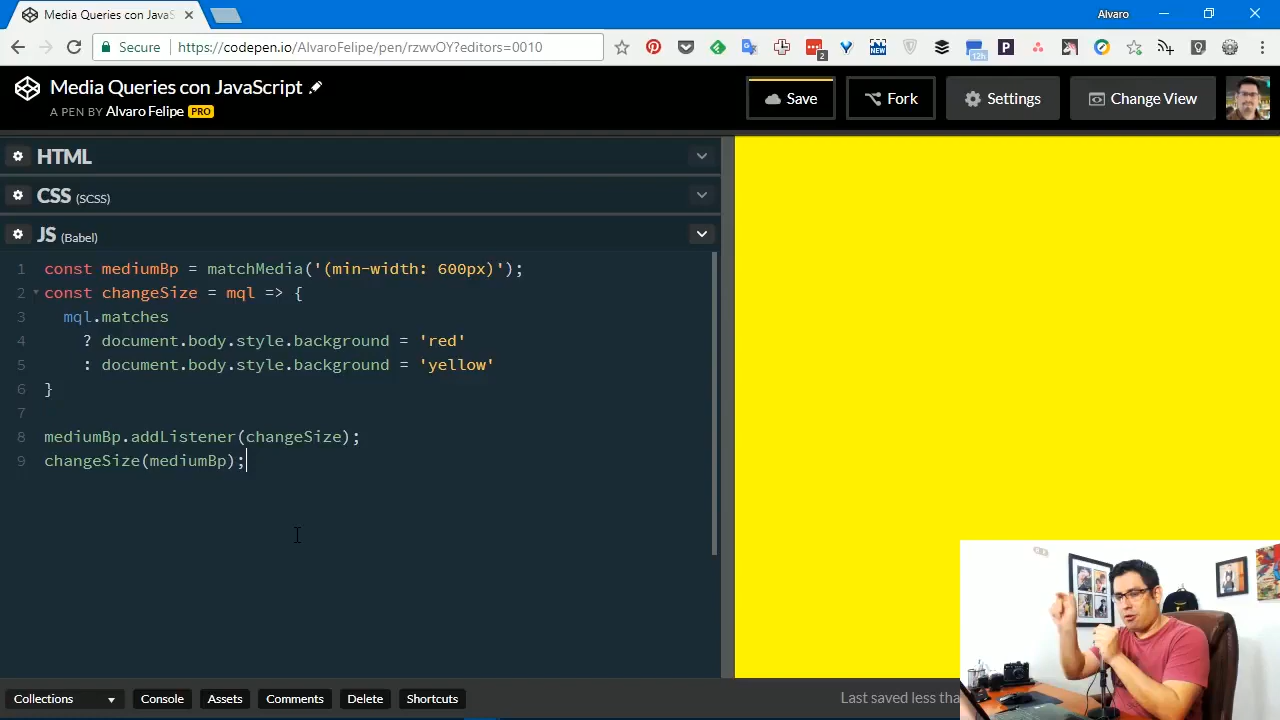 Media Queries con JavaS
Alvaro
Secure
https://codepen.io/AlvaroFelipe/pen/rzwvOY?editors=0010
2
NEW
12h
P
Media Queries con JavaScript
A PEN BY Alvaro Felipe PRO
Save
Fork
Settings
Change View
HTML
CSS (SCSS)
JS (Babel)
1 const mediumBp = matchMedia('(min-width: 600px)');
2 const changeSize = mql => {
3 mql.matches
4 ? document.body.style.background = 'red'
5 : document.body.style.background = 'yellow'
6 }
7
8 mediumBp.addListener(changeSize);
9 changeSize(mediumBp);
Collections
Console
Assets
Comments
Delete
Shortcuts
Last saved less tha